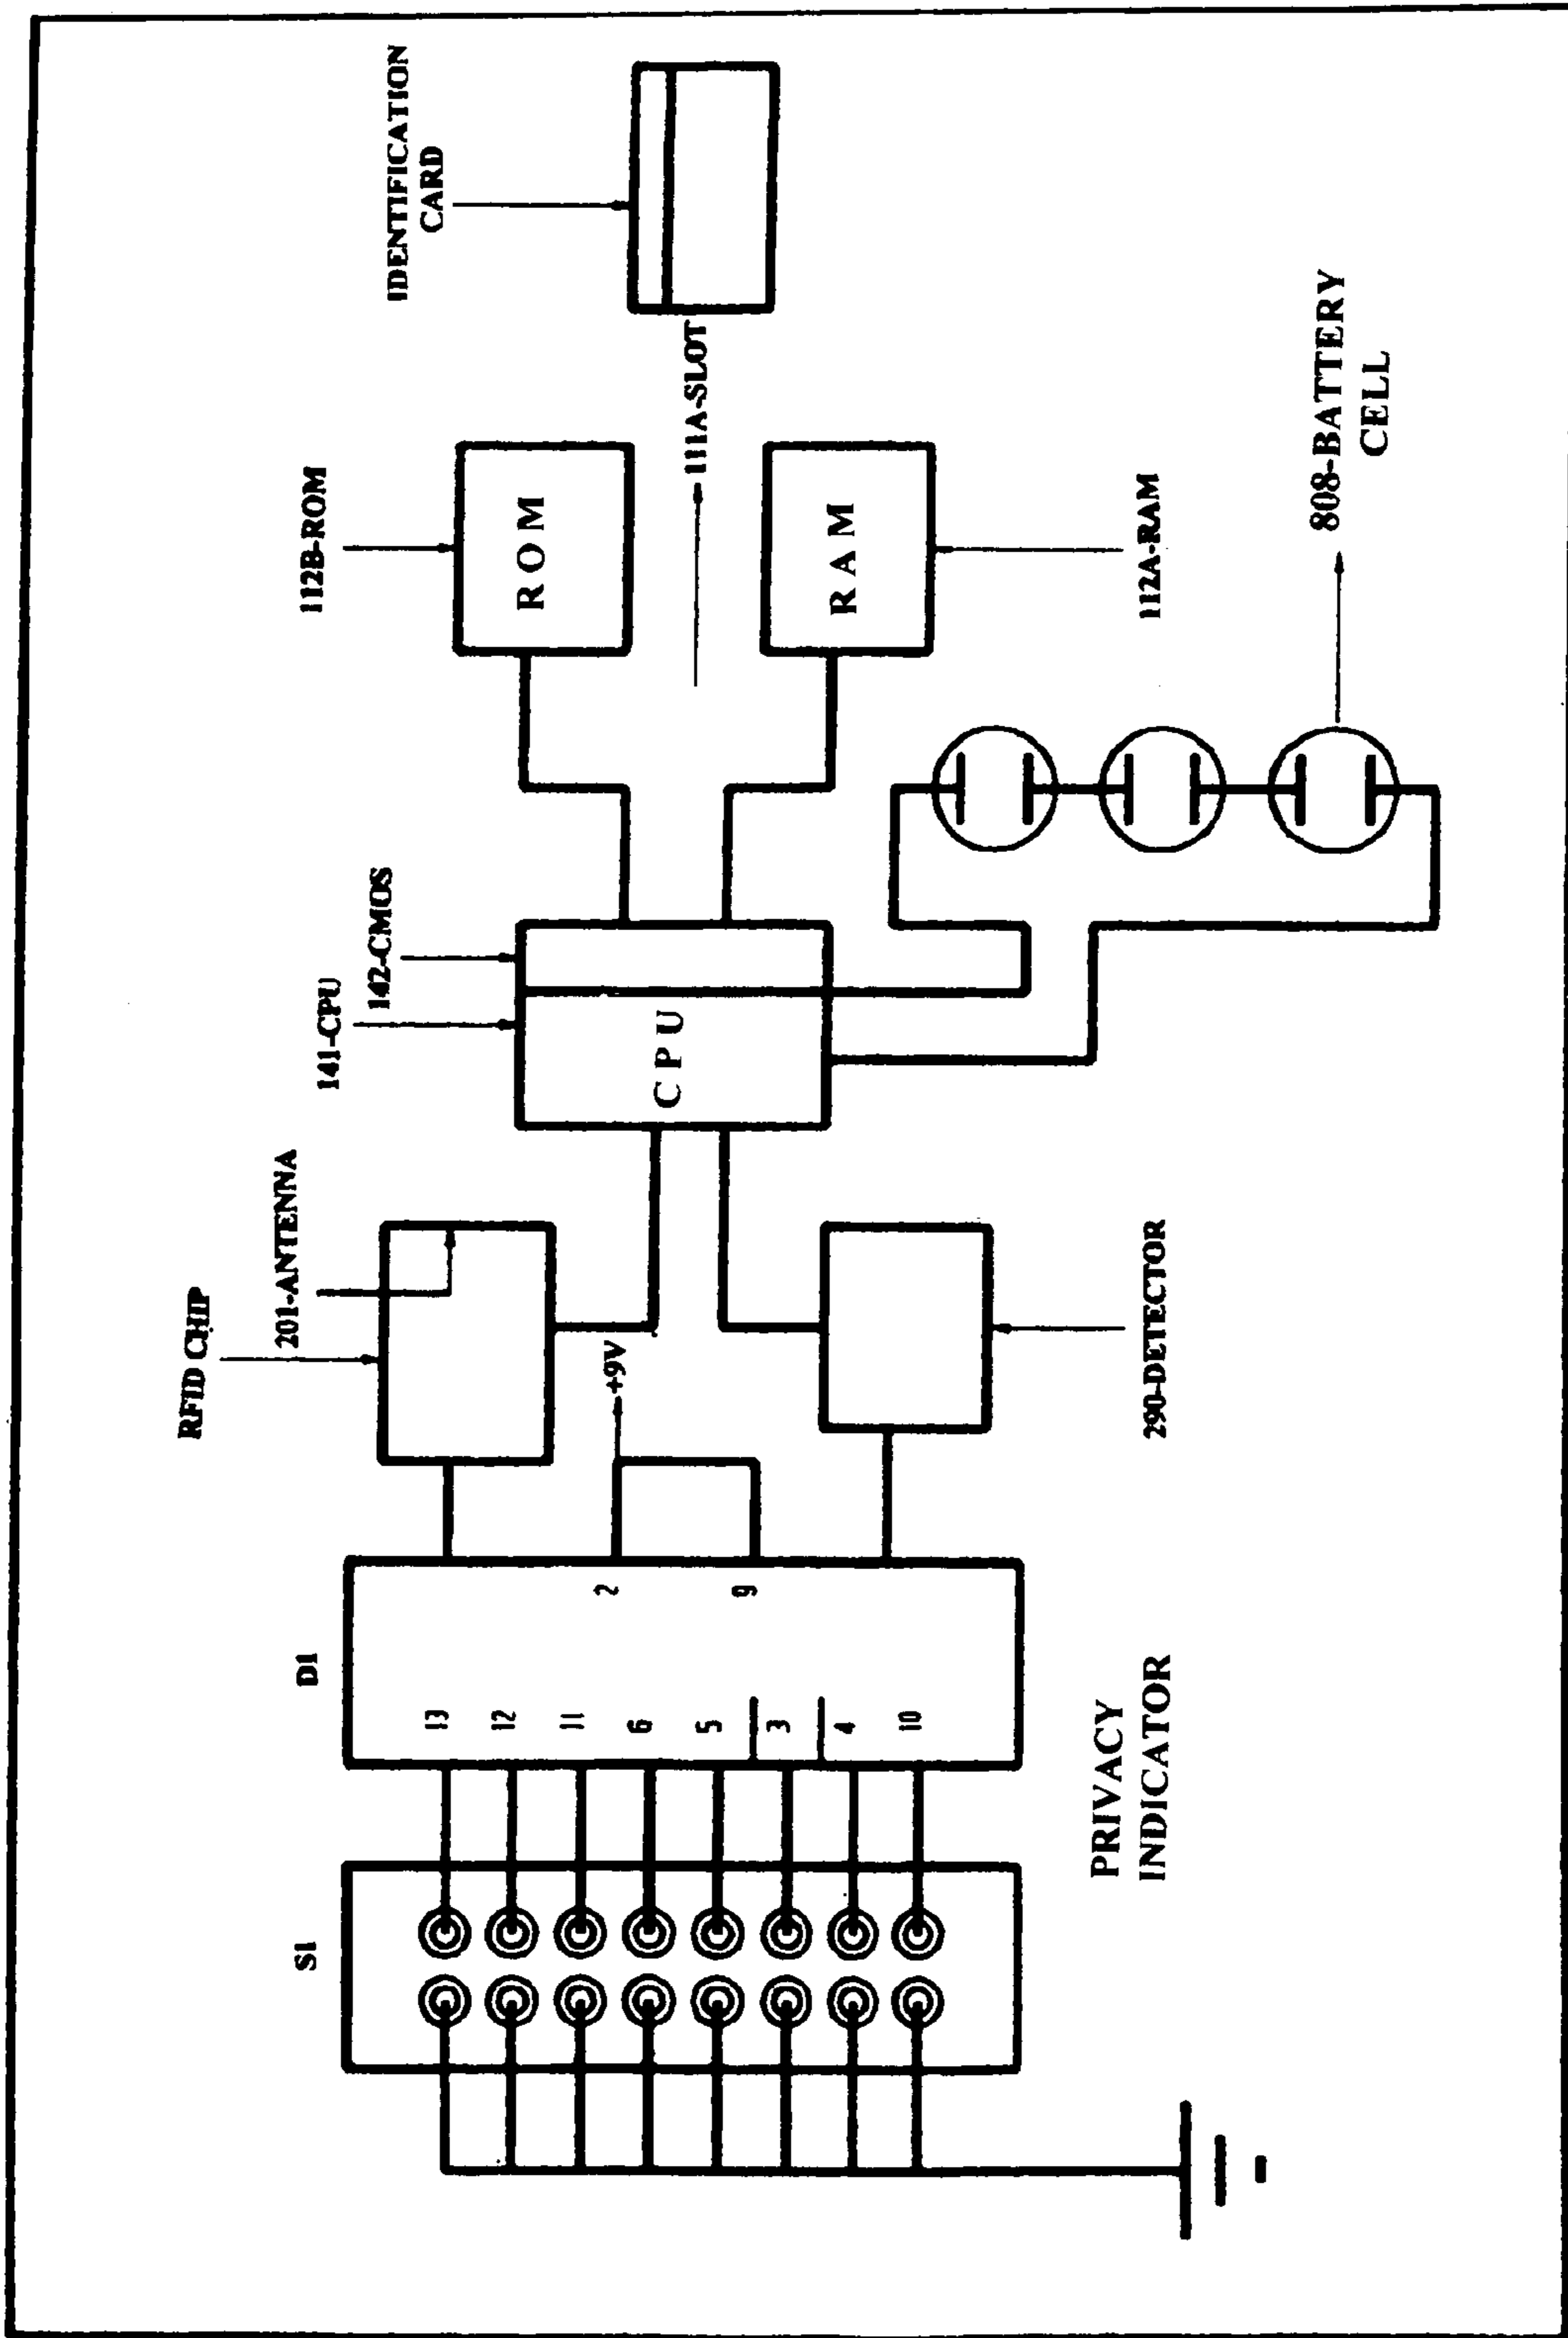 S1
D1
13
12
11
6
5
3
4
10
2
9
PRIVACY
INDICATOR
RFID CHIP
201-ANTENNA
+9V
290-DETECTOR
141-CPU
142-CMOS
CPU
112B-ROM
ROM
111A-SLOT
RAM
112A-RAM
IDENTIFICATION
CARD
808-BATTERY
CELL